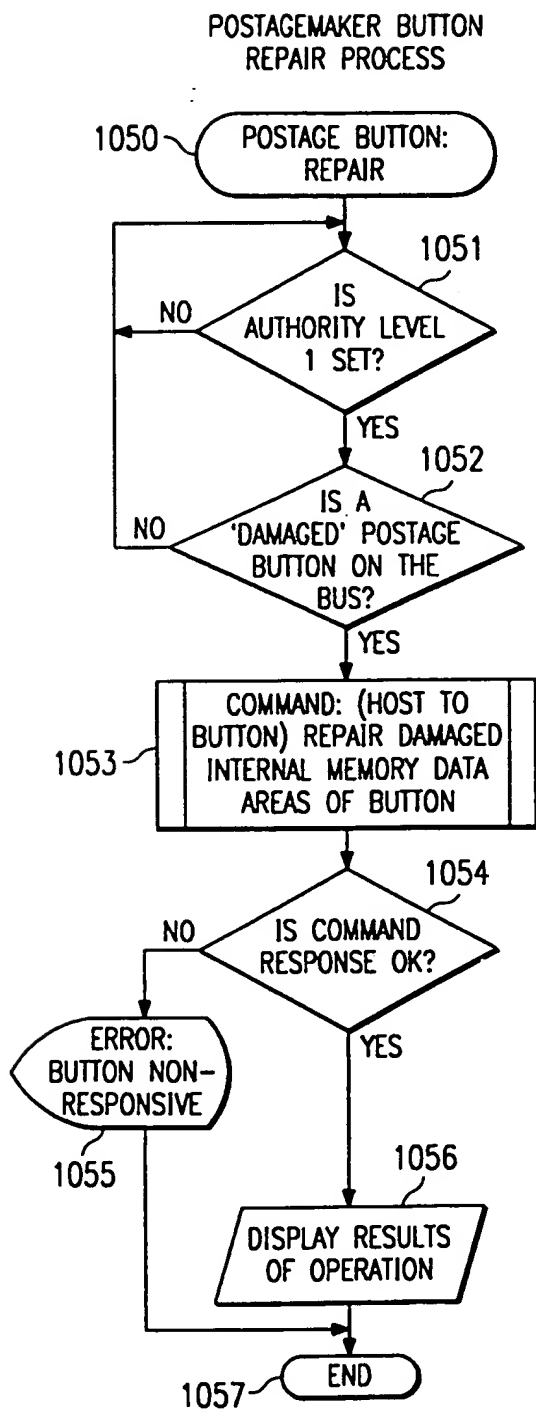 POSTAGEMAKER BUTTON
REPAIR PROCESS
1050
POSTAGE BUTTON:
REPAIR
1051
IS
AUTHORITY LEVEL
1 SET?
NO
YES
1052
IS A
'DAMAGED' POSTAGE
BUTTON ON THE
BUS?
NO
YES
1053
COMMAND: (HOST TO
BUTTON) REPAIR DAMAGED
INTERNAL MEMORY DATA
AREAS OF BUTTON
1054
IS COMMAND
RESPONSE OK?
NO
YES
ERROR:
BUTTON NON-
RESPONSIVE
1055
1056
DISPLAY RESULTS
OF OPERATION
END
1057